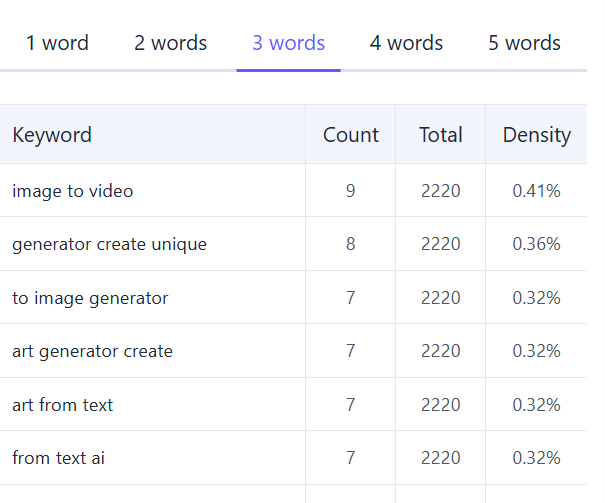 1 word 2 words 3 words 4 words 5 words
Keyword Count Total Density
image to video 9 2220 0.41%
generator create unique 8 2220 0.36%
to image generator 7 2220 0.32%
art generator create 7 2220 0.32%
art from text 7 2220 0.32%
from text ai 7 2220 0.32%